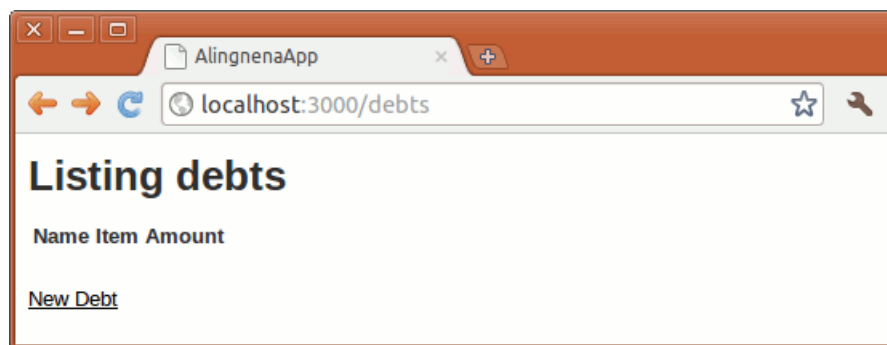 AlingnenaApp
localhost:3000/debts
Listing debts
Name Item Amount
New Debt